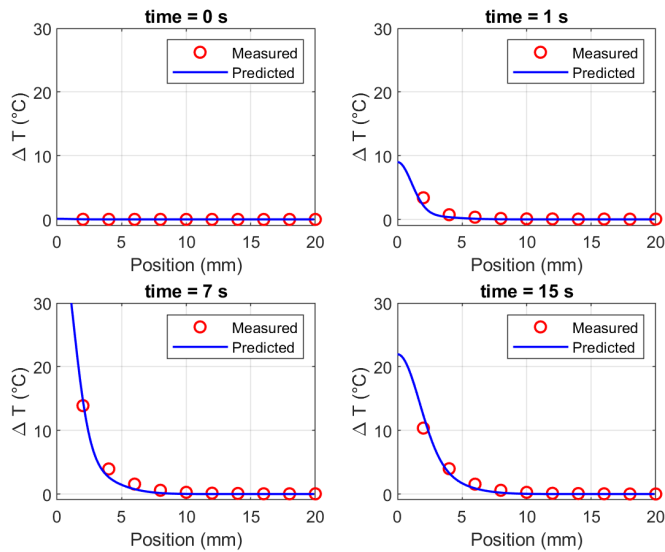 time = 0 s
30
20
10
0
Δ T (°C)
Measured
Predicted
0 5 10 15 20
Position (mm)
time = 1 s
30
20
10
0
Δ T (°C)
Measured
Predicted
0 5 10 15 20
Position (mm)
time = 7 s
30
20
10
0
Δ T (°C)
Measured
Predicted
0 5 10 15 20
Position (mm)
time = 15 s
30
20
10
0
Δ T (°C)
Measured
Predicted
0 5 10 15 20
Position (mm)